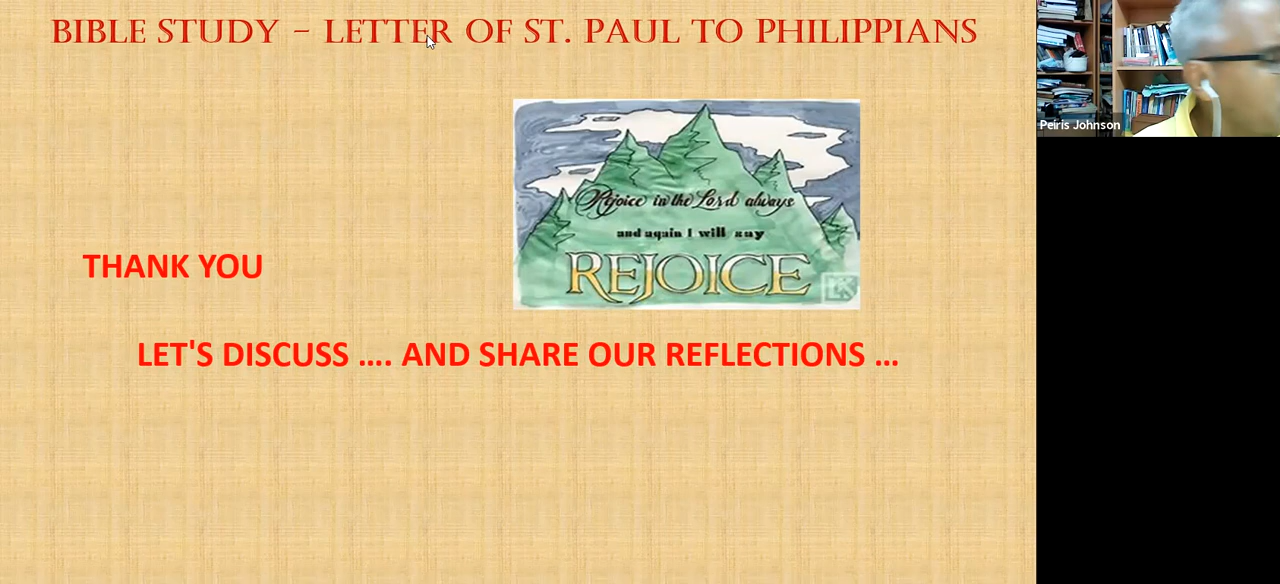 BIBLE STUDY – LETTER OF ST. PAUL TO PHILIPPIANS
Peiris Johnson
Rejoice in the Lord always
and again I will say
REJOICE
THANK YOU
LET'S DISCUSS .... AND SHARE OUR REFLECTIONS ...